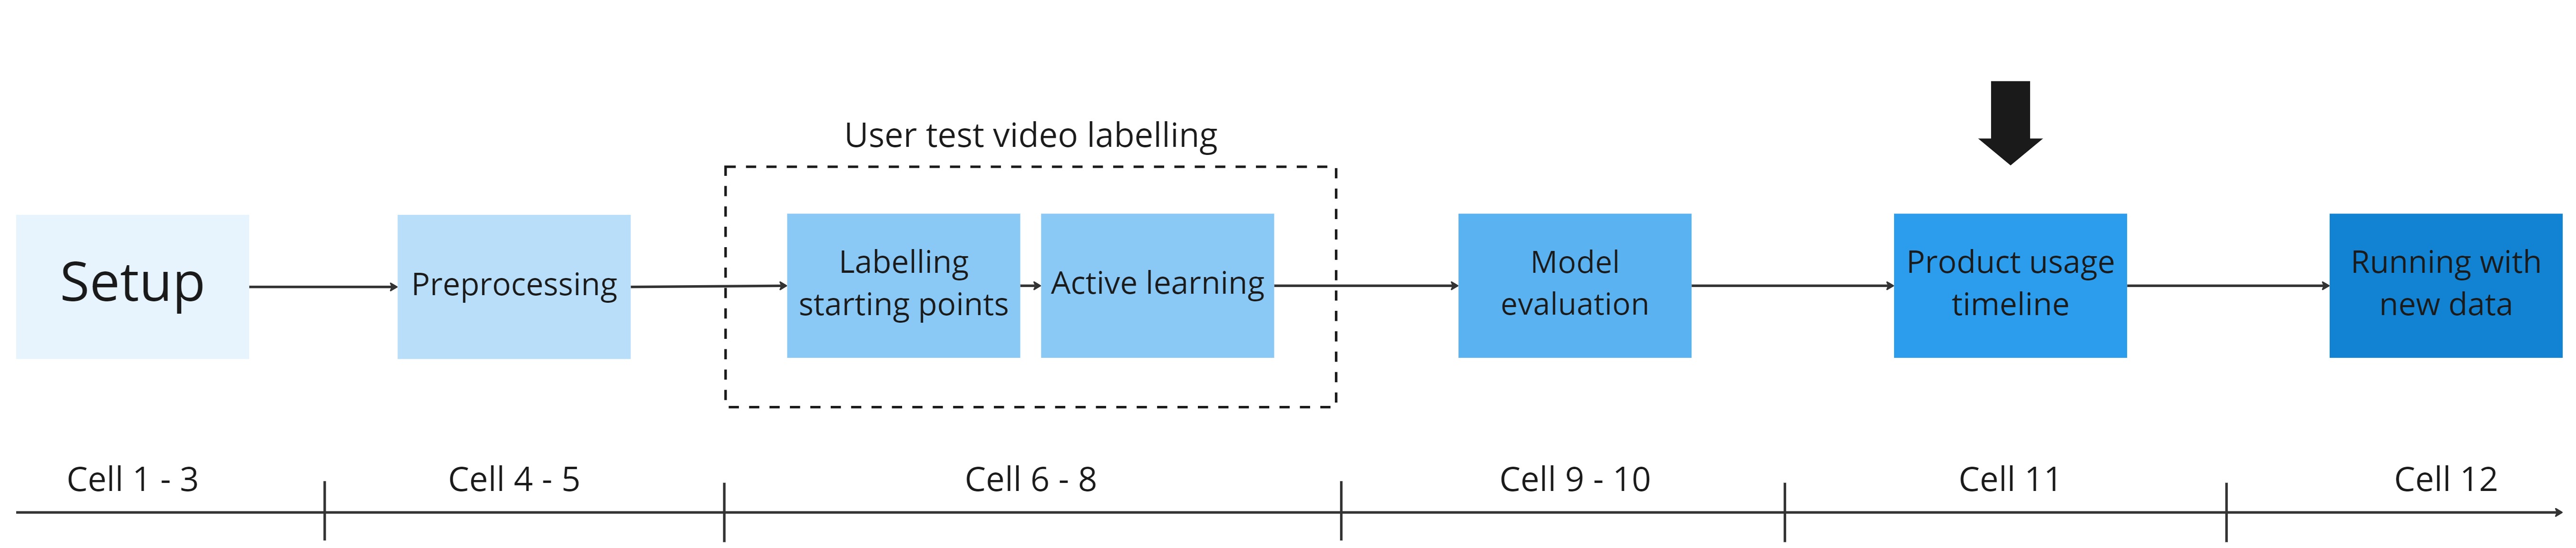 User test video labelling
Setup
Preprocessing
Labelling
starting points
Active learning
Model
evaluation
Product usage
timeline
Running with
new data
Cell 1 - 3
Cell 4 - 5
Cell 6 - 8
Cell 9 - 10
Cell 11
Cell 12